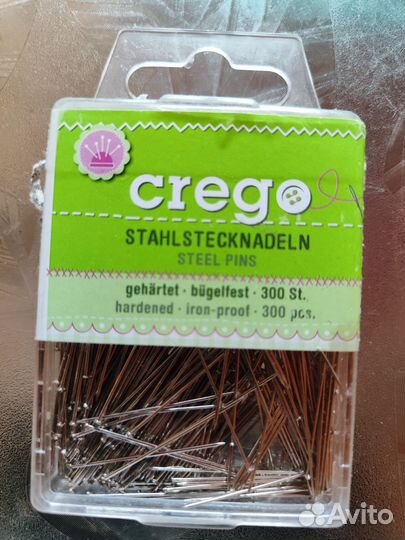 crego
STAHLSTECKNADELN
STEEL PINS
gehärtet · bügelfest · 300 St.
hardened · iron-proof · 300 pcs.
Avito